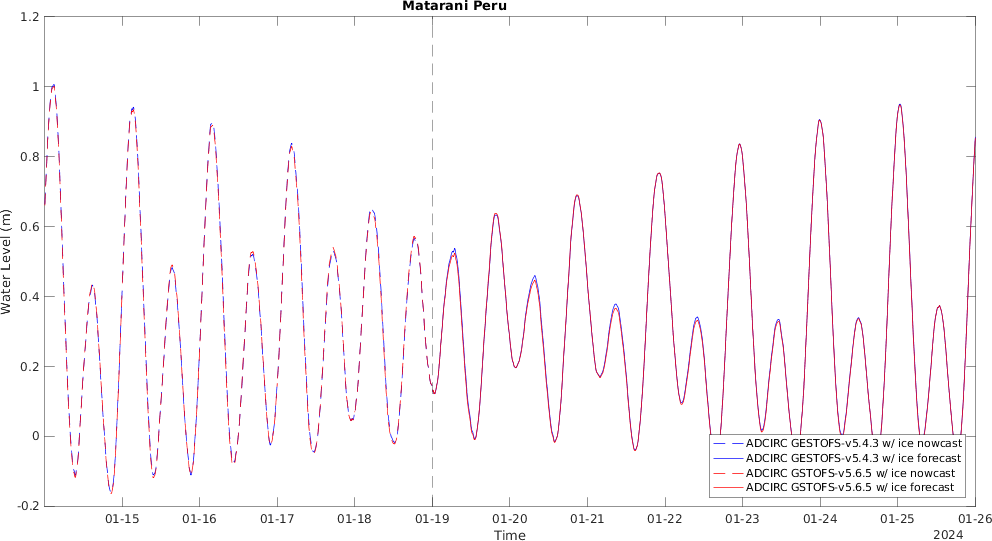 Matarani Peru
1.2
1
0.8
0.6
0.4
0.2
0
-0.2
Water Level (m)
ADCIRC GESTOFS-v5.4.3 w/ ice nowcast
ADCIRC GESTOFS-v5.4.3 w/ ice forecast
ADCIRC GSTOFS-v5.6.5 w/ ice nowcast
ADCIRC GSTOFS-v5.6.5 w/ ice forecast
01-15 01-16 01-17 01-18 01-19 01-20 01-21 01-22 01-23 01-24 01-25 01-26
Time
2024